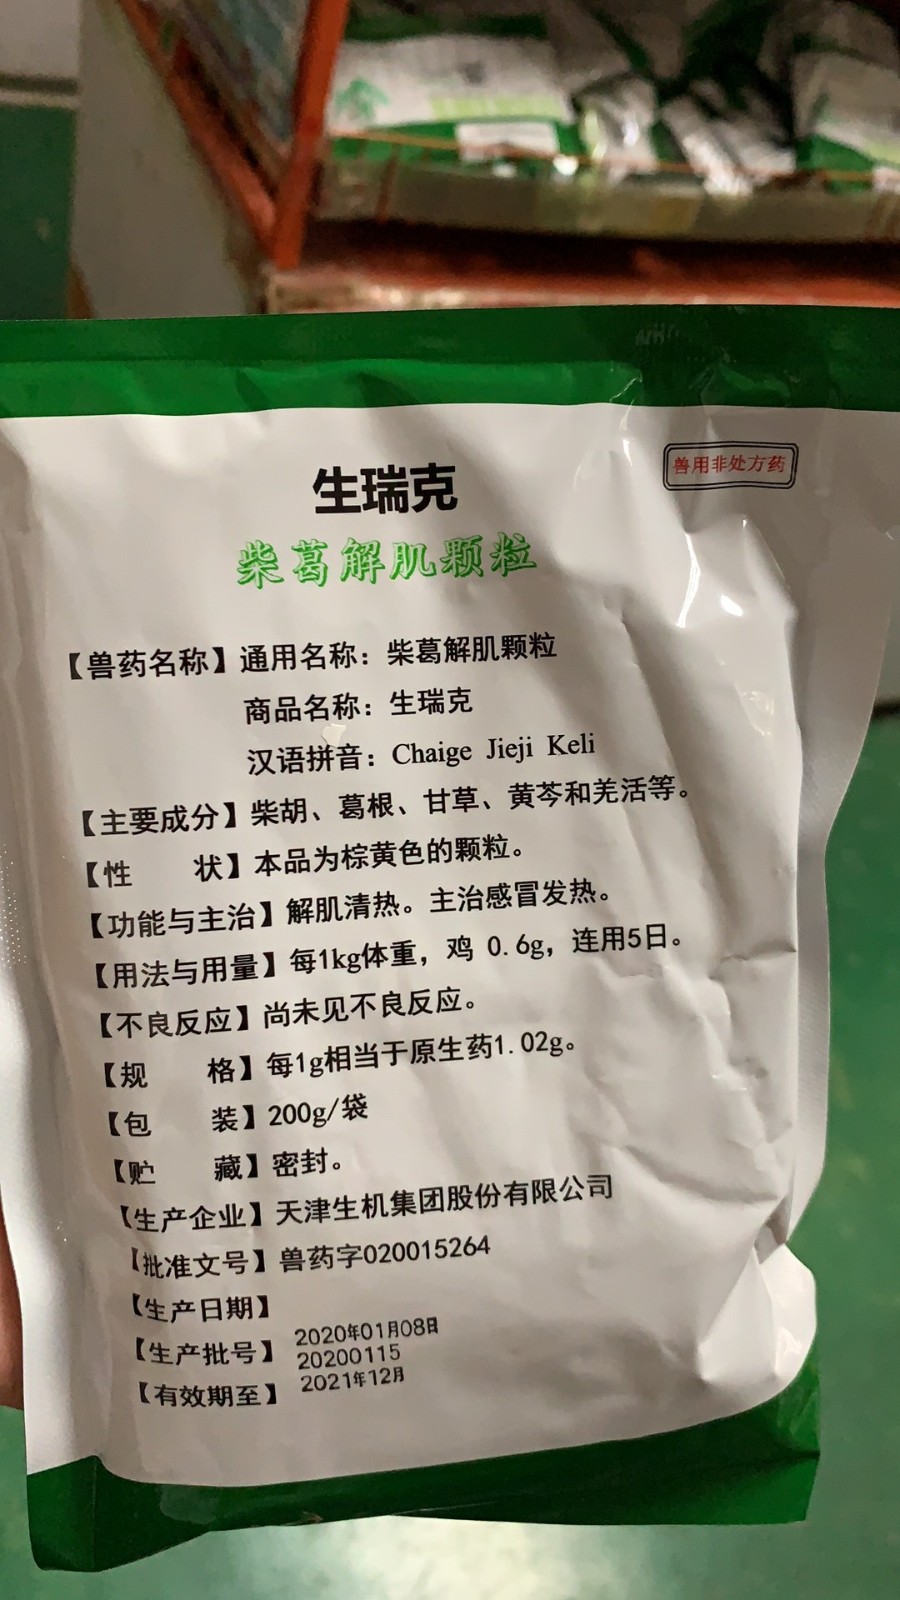 兽用非处方药
生瑞克
柴葛解肌颗粒
【兽药名称】通用名称：柴葛解肌颗粒
商品名称：生瑞克
汉语拼音：Chaige Jieji Keli
【主要成分】柴胡、葛根、甘草、黄芩和羌活等。
【性 状】本品为棕黄色的颗粒。
【功能与主治】解肌清热。主治感冒发热。
【用法与用量】每1kg体重，鸡 0.6g，连用5日。
【不良反应】尚未见不良反应。
【规 格】每1g相当于原生药1.02g。
【包 装】200g/袋
【贮 藏】密封。
【生产企业】天津生机集团股份有限公司
【批准文号】兽药字020015264
【生产日期】
2020年01月08日
【生产批号】
20200115
【有效期至】
2021年12月